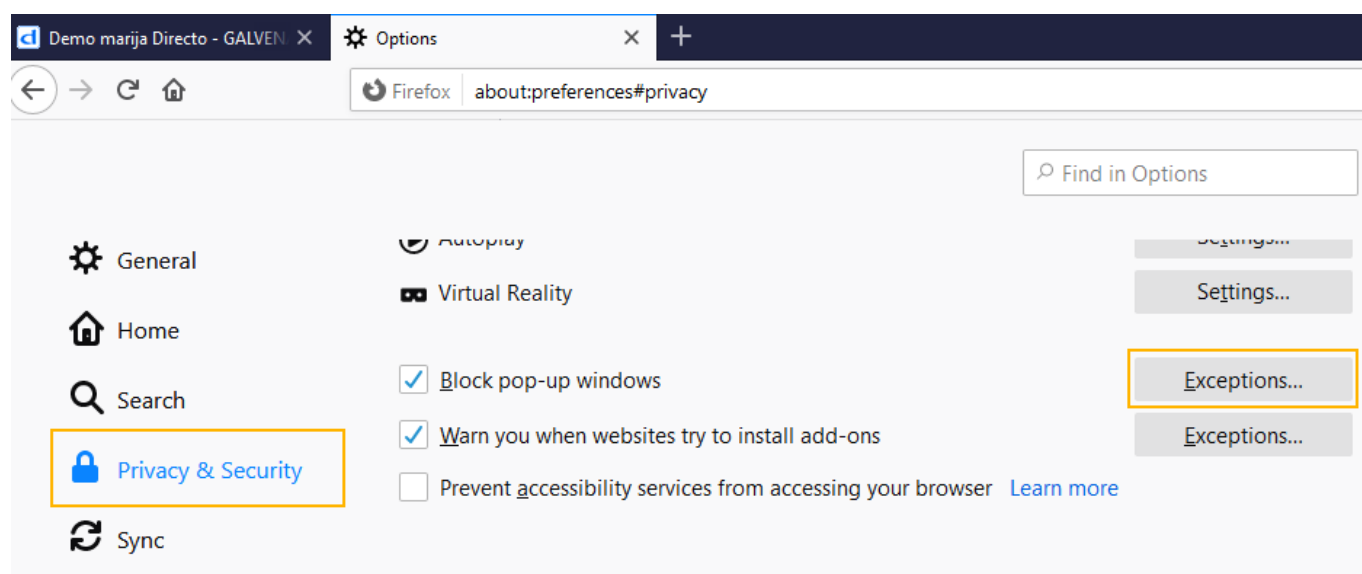 Demo marija Directo - GALVEN
Options
Firefox about:preferences#privacy
Find in Options
General
Home
Search
Privacy & Security
Sync
Autoplay Settings...
Virtual Reality Settings...
Block pop-up windows Exceptions...
Warn you when websites try to install add-ons Exceptions...
Prevent accessibility services from accessing your browser Learn more